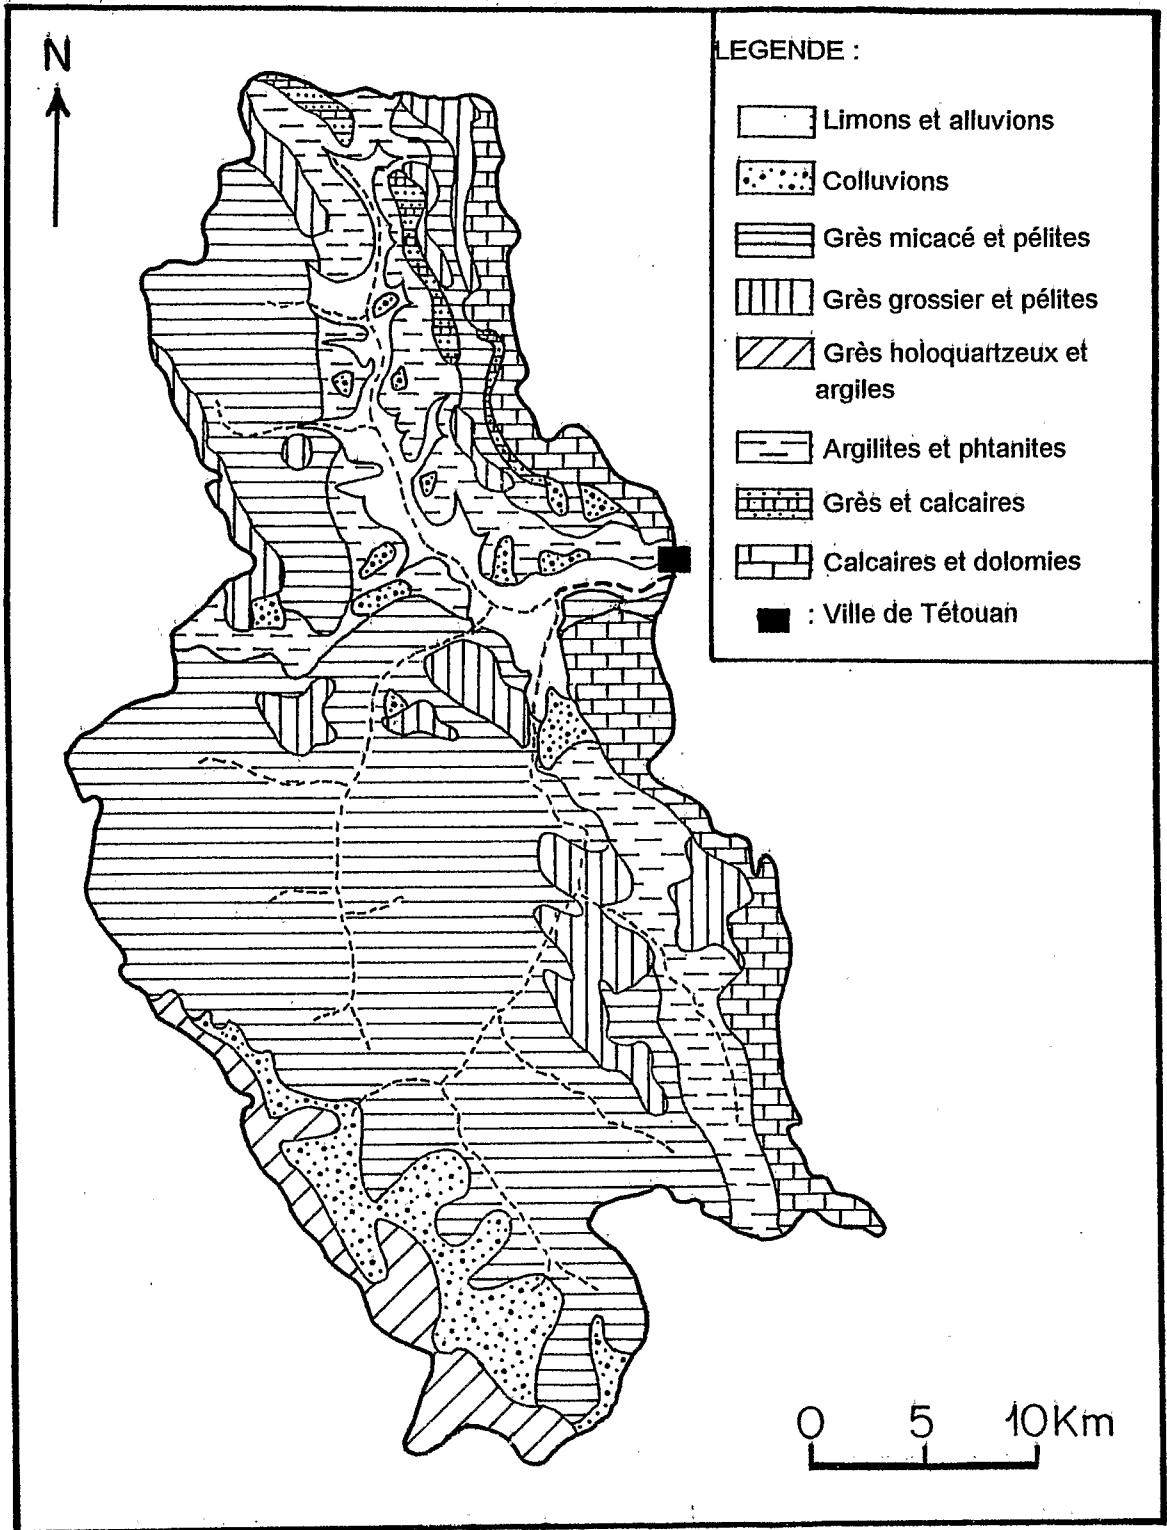 N
LEGENDE :
Limons et alluvions
Colluvions
Grès micacé et pélites
Grès grossier et pélites
Grès holoquartzeux et
argiles
Argilites et phtanites
Grès et calcaires
Calcaires et dolomies
: Ville de Tétouan
0 5 10Km